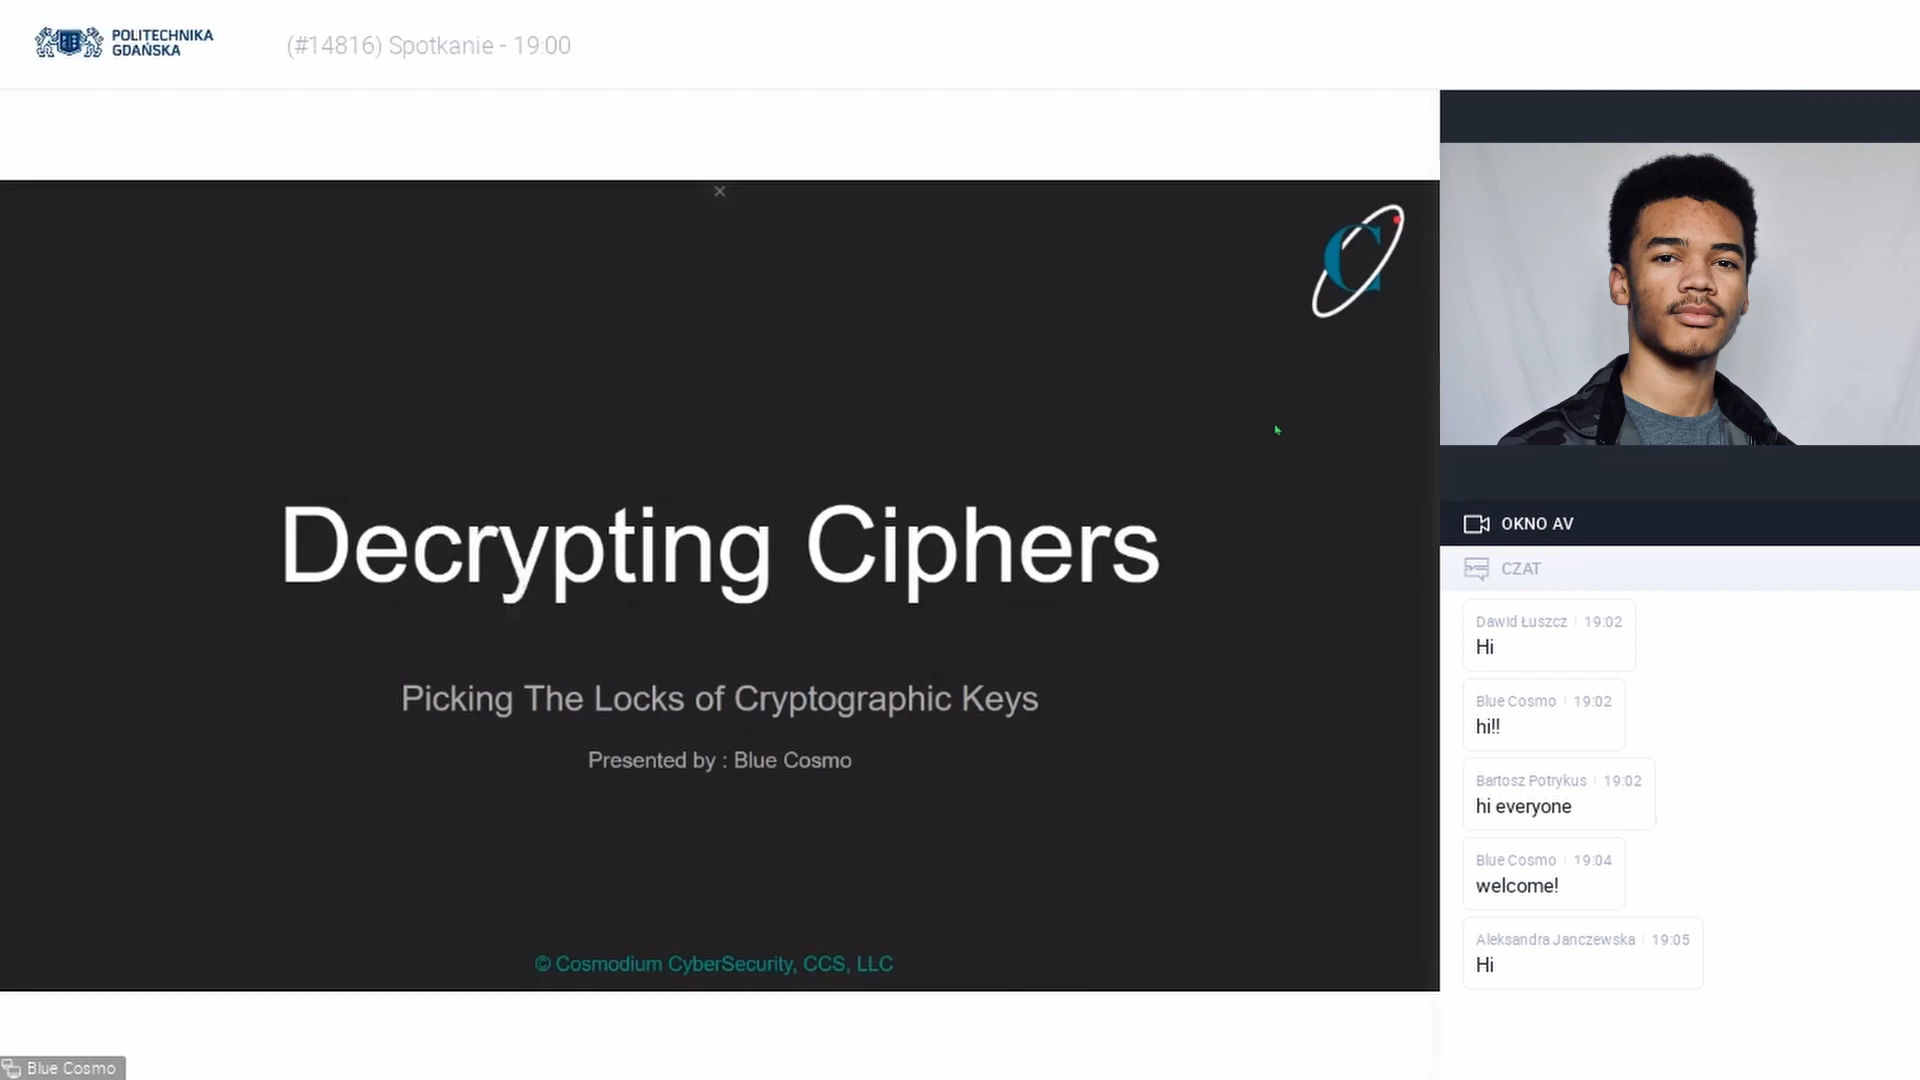 POLITECHNIKA
GDAŃSKA
(#14816) Spotkanie - 19:00
C
Decrypting Ciphers
Picking The Locks of Cryptographic Keys
Presented by : Blue Cosmo
© Cosmodium CyberSecurity, CCS, LLC
Blue Cosmo
OKNO AV
CZAT
Dawid Łuszcz 19:02
Hi
Blue Cosmo 19:02
hi!!
Bartosz Potrykus 19:02
hi everyone
Blue Cosmo 19:04
welcome!
Aleksandra Janczewska 19:05
Hi